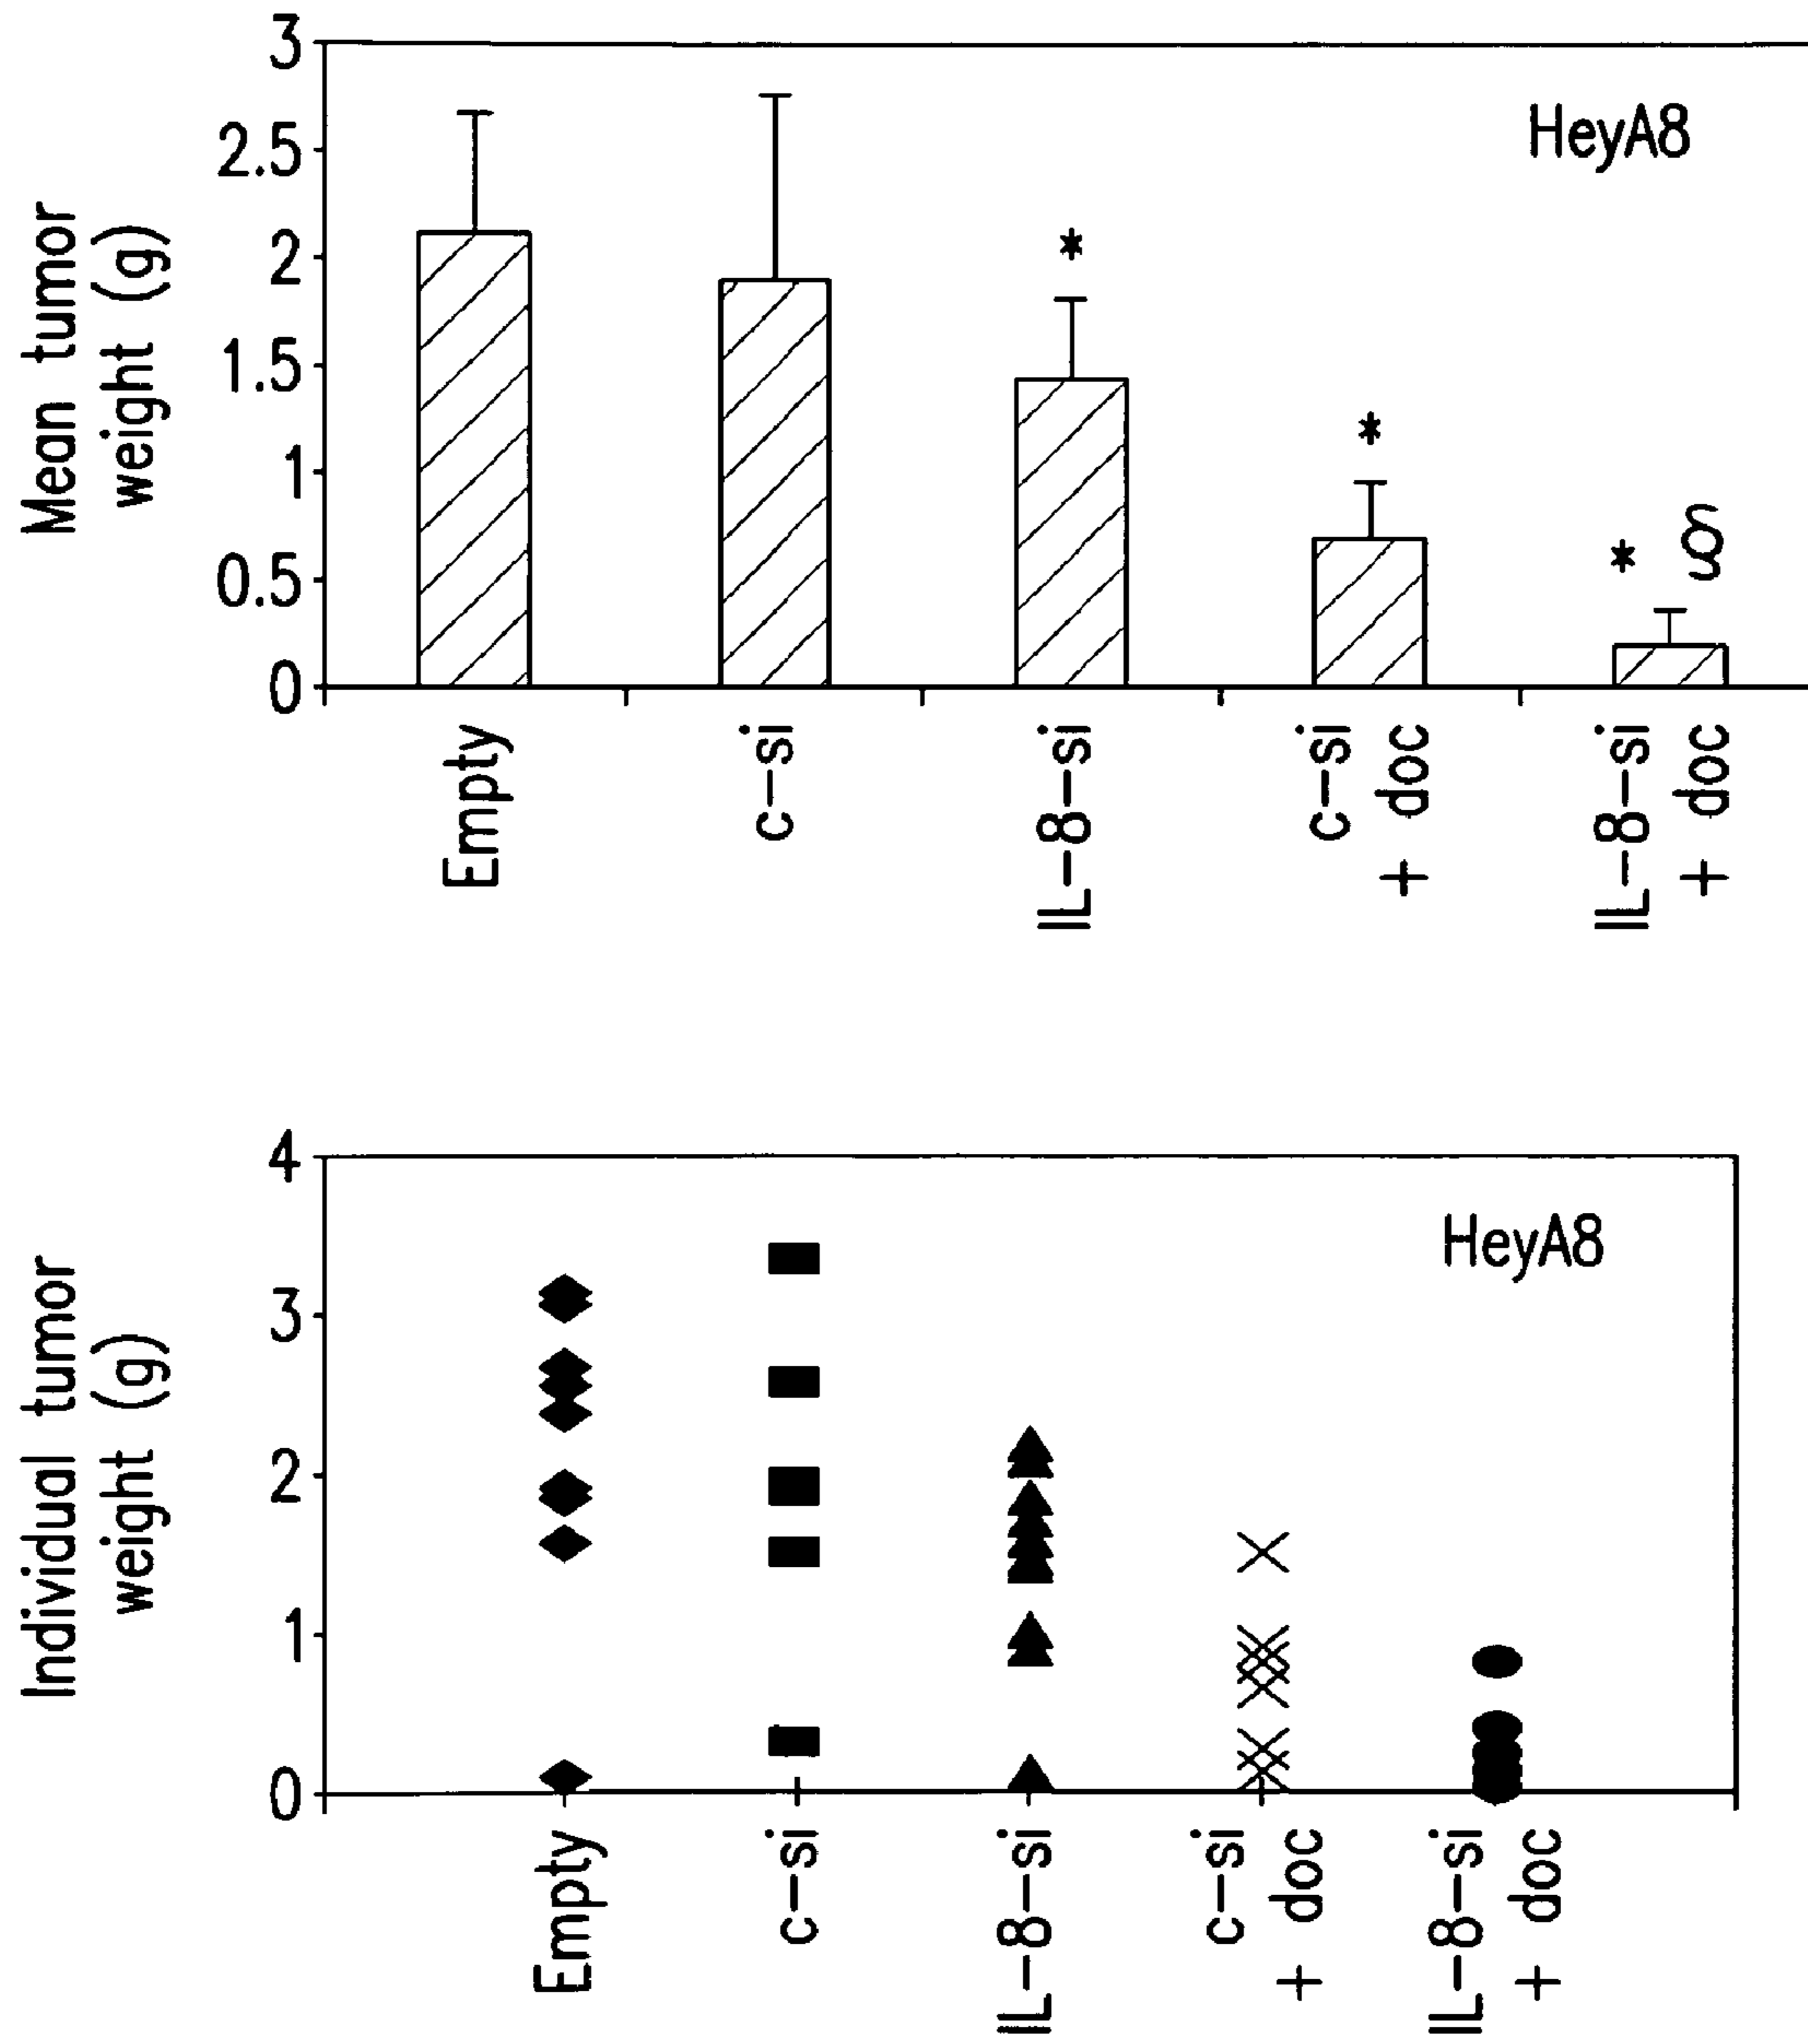 Mean tumor
weight (g)
3
2.5
2
1.5
1
0.5
0
HeyA8
*
*
* §
Empty
c-si
IL-8-si
c-si
+ doc
IL-8-si
+ doc
Individual tumor
weight (g)
4
3
2
1
0
HeyA8
Empty
c-si
IL-8-si
c-si
+ doc
IL-8-si
+ doc